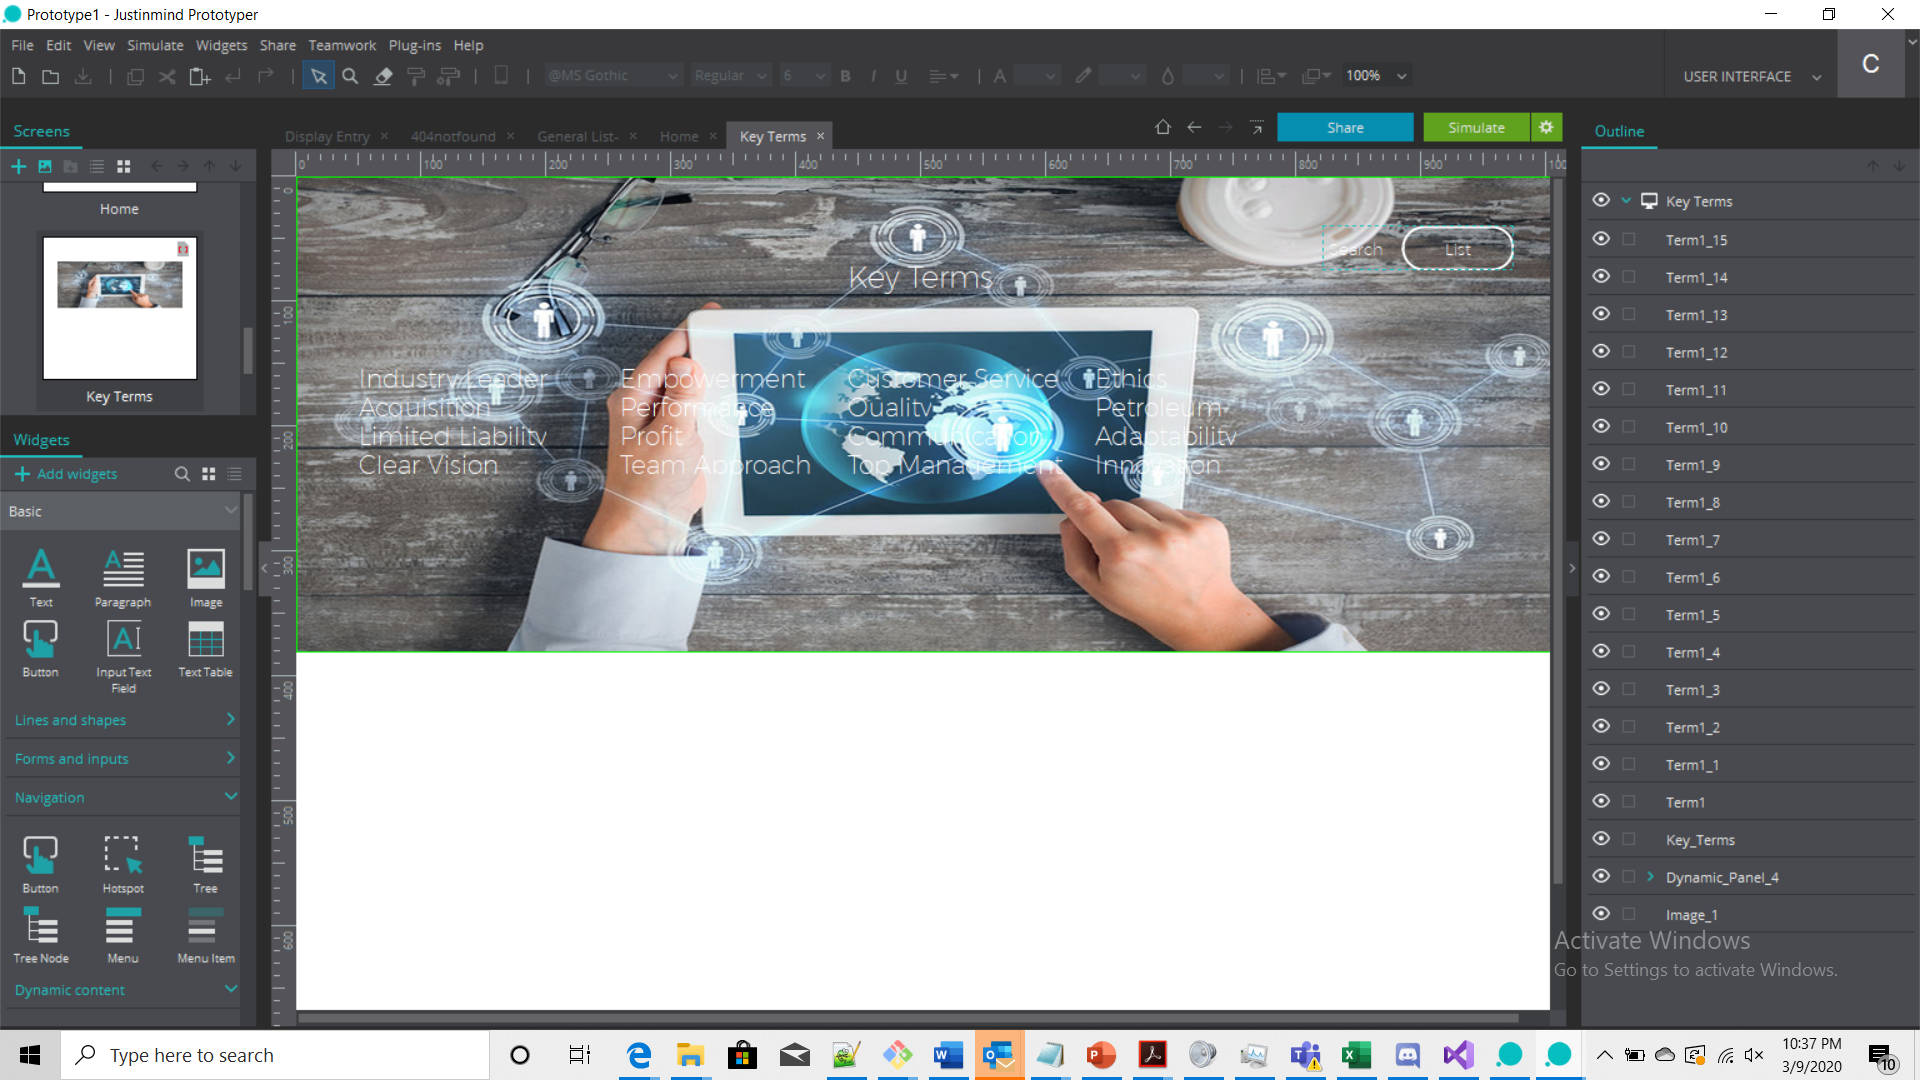 Prototype1 - Justinmind Prototyper
File Edit View Simulate Widgets Share Teamwork Plug-ins Help
@MS Gothic Regular 6 B I U A 100% USER INTERFACE C
Screens
Display Entry 404notfound General List- Home Key Terms
Share Simulate
Outline
0 100 200 300 400 500 600 700 800 900 100
Home
Key Terms
Widgets
Add widgets
Basic
Text Paragraph Image
Button Input Text Field Text Table
Lines and shapes
Forms and inputs
Navigation
Button Hotspot Tree
Tree Node Menu Menu Item
Dynamic content
0
100
200
300
400
500
600
Search List
Key Terms
Industry Leader Empowerment Customer Service Ethics
Acquisition Performance Quality Petroleum
Limited Liability Profit Communication Adaptability
Clear Vision Team Approach Top Management Innovation
Key Terms
Term1_15
Term1_14
Term1_13
Term1_12
Term1_11
Term1_10
Term1_9
Term1_8
Term1_7
Term1_6
Term1_5
Term1_4
Term1_3
Term1_2
Term1_1
Term1
Key_Terms
Dynamic_Panel_4
Image_1
Activate Windows
Go to Settings to activate Windows.
Type here to search
10:37 PM
3/9/2020
10